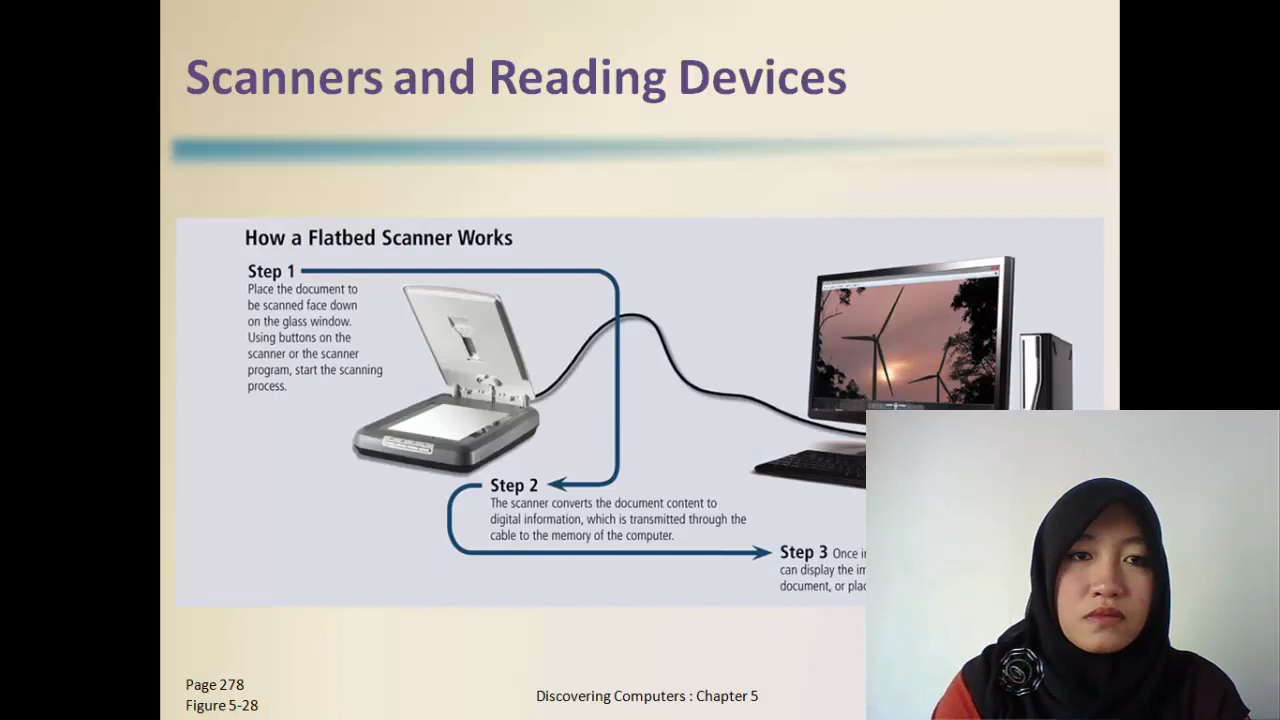 Scanners and Reading Devices
How a Flatbed Scanner Works
Step 1
Place the document to
be scanned face down
on the glass window.
Using buttons on the
scanner or the scanner
program, start the scanning
process.
Step 2
The scanner converts the document content to
digital information, which is transmitted through the
cable to the memory of the computer.
Step 3 Once
can display the
document, or
Page 278
Figure 5-28
Discovering Computers : Chapter 5